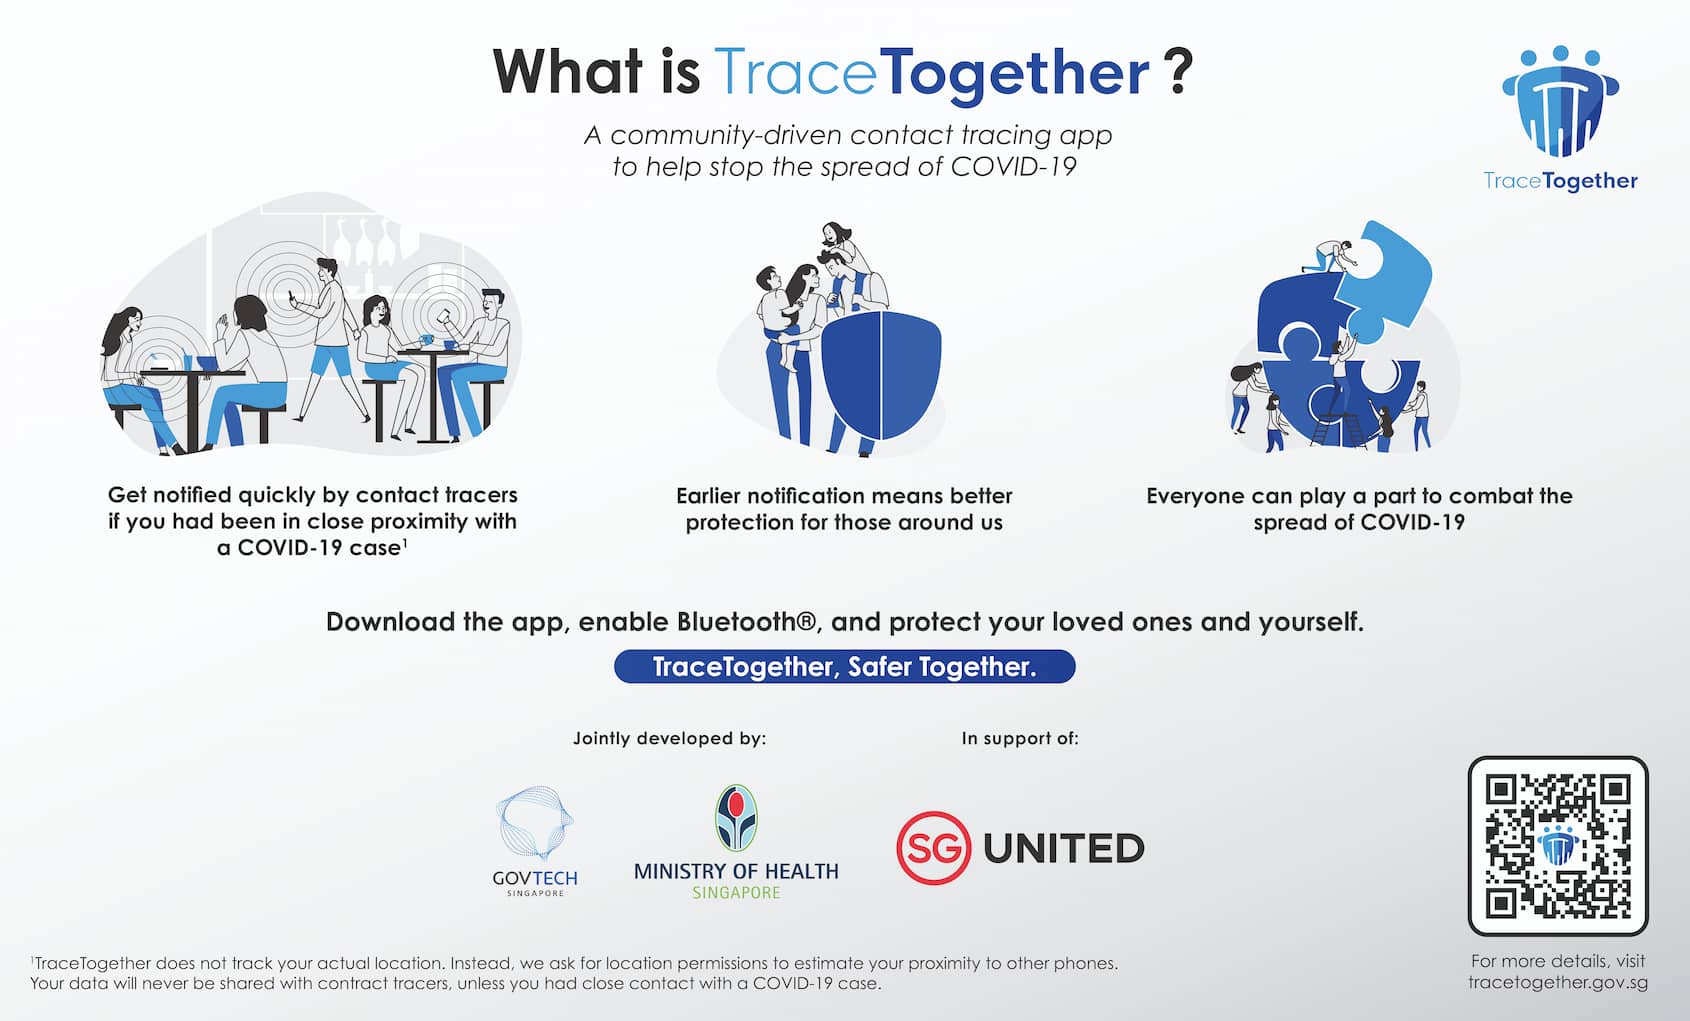 What is TraceTogether ?
A community-driven contact tracing app
to help stop the spread of COVID-19
TraceTogether
Get notified quickly by contact tracers
if you had been in close proximity with
a COVID-19 case¹
Earlier notification means better
protection for those around us
Everyone can play a part to combat the
spread of COVID-19
Download the app, enable Bluetooth®, and protect your loved ones and yourself.
TraceTogether, Safer Together.
Jointly developed by:
In support of:
GOVTECH
SINGAPORE
MINISTRY OF HEALTH
SINGAPORE
SG UNITED
¹TraceTogether does not track your actual location. Instead, we ask for location permissions to estimate your proximity to other phones.
Your data will never be shared with contract tracers, unless you had close contact with a COVID-19 case.
For more details, visit
tracetogether.gov.sg